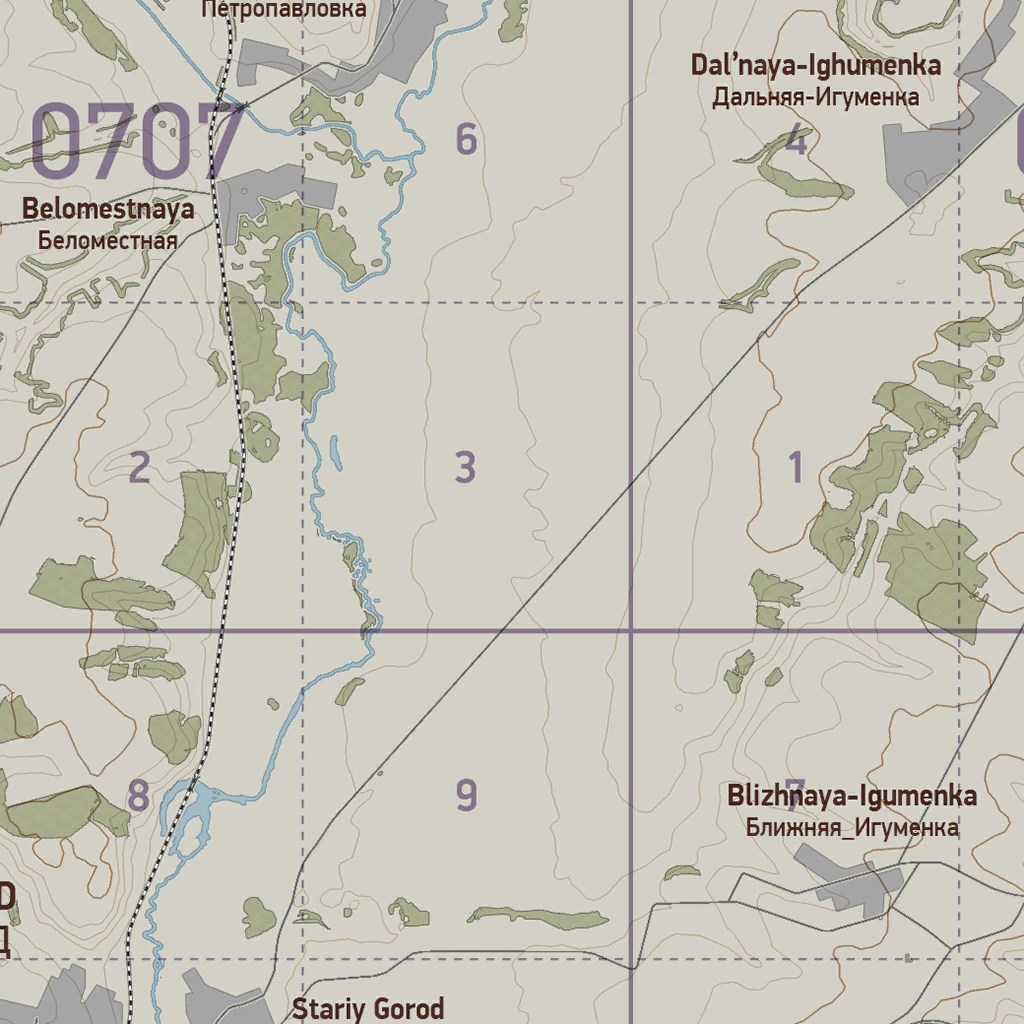 Петропавловка
Dal’naya-Ighumenka
Дальняя-Игуменка
0707
6
4
Belomestnaya
Беломестная
2
3
1
8
9
7
Blizhnaya-Igumenka
Ближняя_Игуменка
D
Д
Stariy Gorod